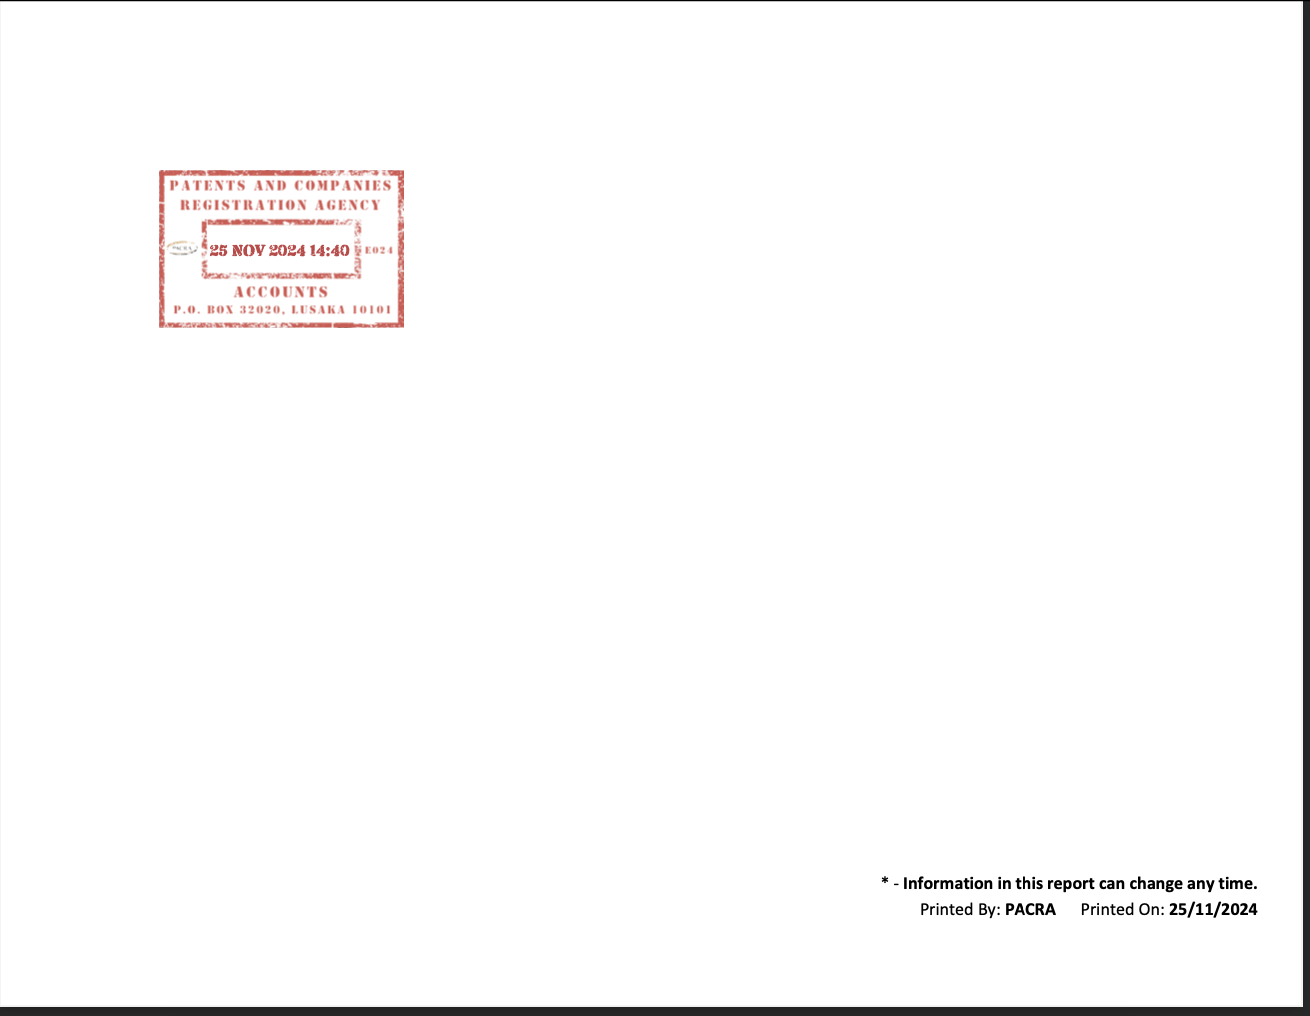 PATENTS AND COMPANIES
REGISTRATION AGENCY
PACRA
25 NOV 2024 14:40
E024
ACCOUNTS
P.O. BOX 32020, LUSAKA 10101
* - Information in this report can change any time.
Printed By: PACRA Printed On: 25/11/2024